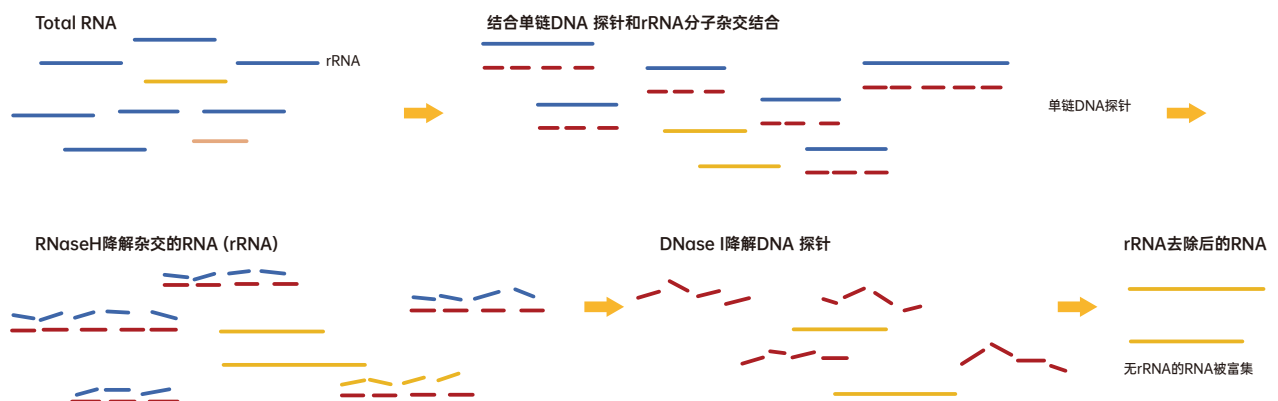 Total RNA
结合单链DNA 探针和rRNA分子杂交结合
rRNA
单链DNA探针
RNaseH降解杂交的RNA (rRNA)
DNase I降解DNA 探针
rRNA去除后的RNA
无rRNA的RNA被富集